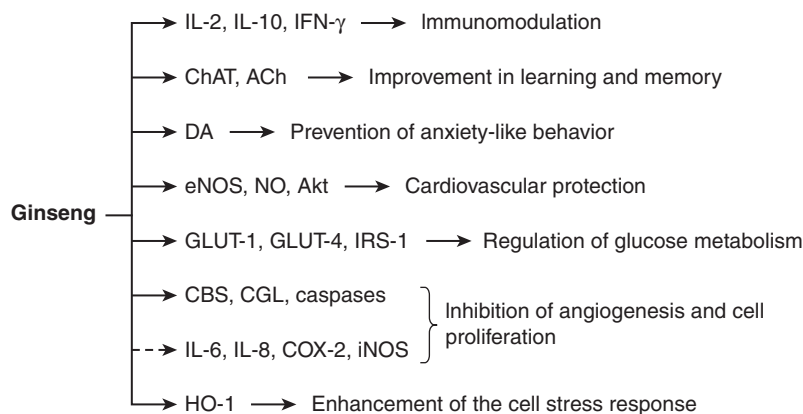 IL-2, IL-10, IFN-γ Immunomodulation
ChAT, ACh Improvement in learning and memory
DA Prevention of anxiety-like behavior
eNOS, NO, Akt Cardiovascular protection
Ginseng
GLUT-1, GLUT-4, IRS-1 Regulation of glucose metabolism
CBS, CGL, caspases
Inhibition of angiogenesis and cell
proliferation
IL-6, IL-8, COX-2, iNOS
HO-1 Enhancement of the cell stress response